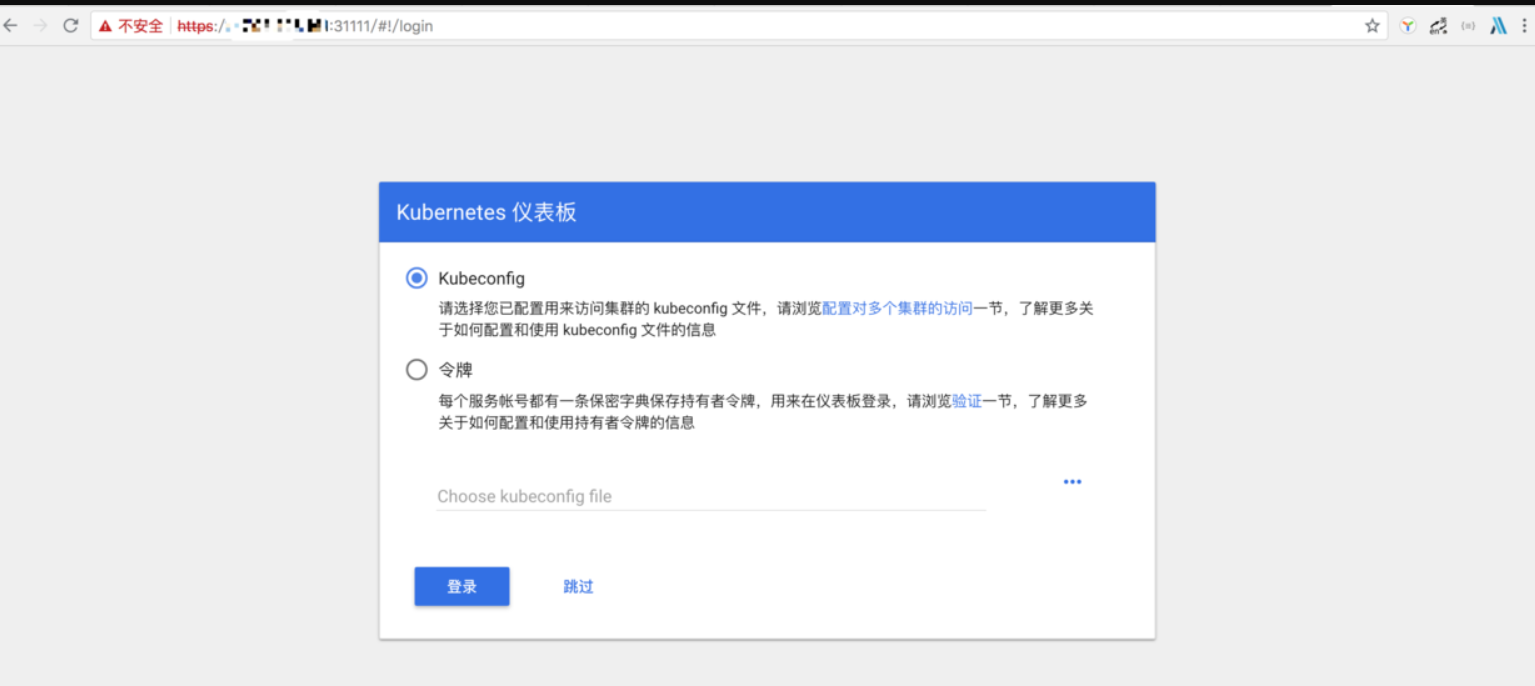 不安全 https:/ :31111/#!/login
Kubernetes 仪表板
Kubeconfig
请选择您已配置用来访问集群的 kubeconfig 文件，请浏览配置对多个集群的访问一节，了解更多关
于如何配置和使用 kubeconfig 文件的信息
令牌
每个服务帐号都有一条保密字典保存持有者令牌，用来在仪表板登录，请浏览验证一节，了解更多
关于如何配置和使用持有者令牌的信息
Choose kubeconfig file
登录 跳过